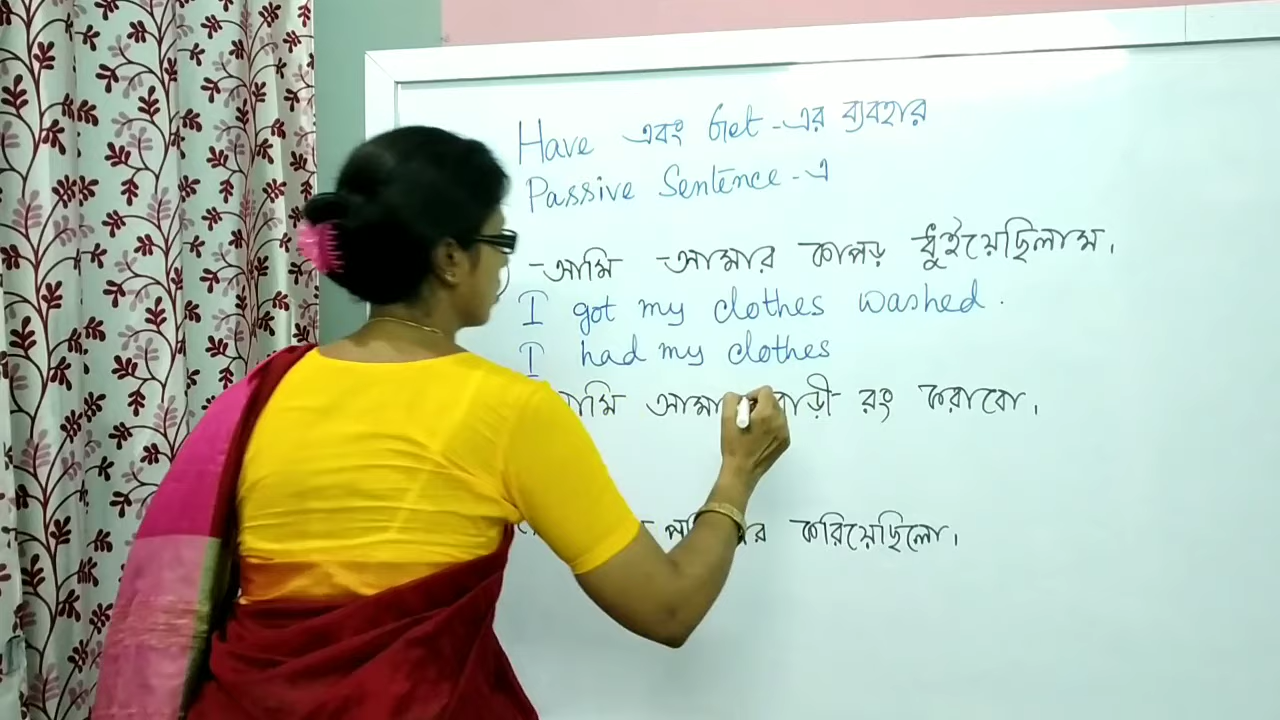 Have এবং Get-এর ব্যবহার
Passive Sentence-এ
আমি আমার কাপড় ধুইয়েছিলাম.
I got my clothes washed.
I had my clothes
রং করাবো.
করিয়েছিলো.